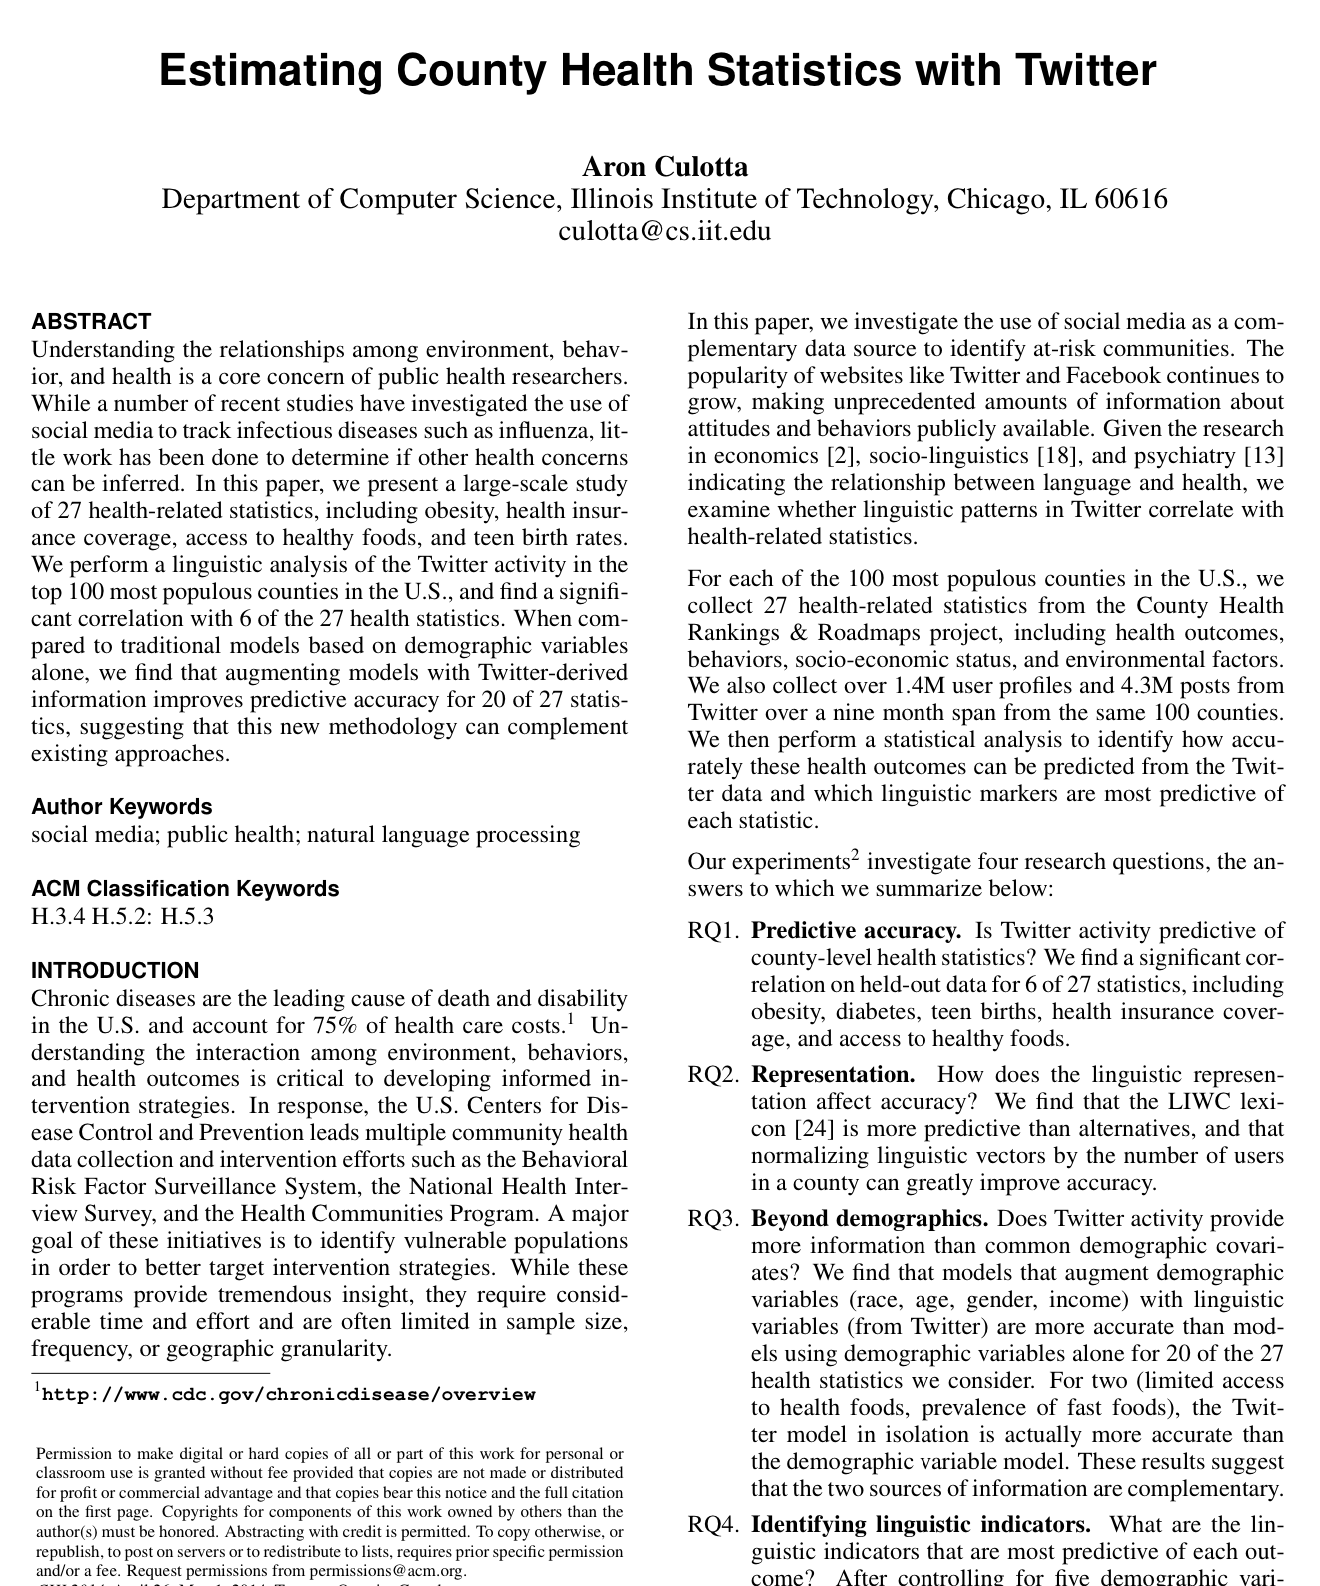 Estimating County Health Statistics with Twitter
Aron Culotta
Department of Computer Science, Illinois Institute of Technology, Chicago, IL 60616
culotta@cs.iit.edu
ABSTRACT
Understanding the relationships among environment, behav-
ior, and health is a core concern of public health researchers.
While a number of recent studies have investigated the use of
social media to track infectious diseases such as influenza, lit-
tle work has been done to determine if other health concerns
can be inferred. In this paper, we present a large-scale study
of 27 health-related statistics, including obesity, health insur-
ance coverage, access to healthy foods, and teen birth rates.
We perform a linguistic analysis of the Twitter activity in the
top 100 most populous counties in the U.S., and find a signifi-
cant correlation with 6 of the 27 health statistics. When com-
pared to traditional models based on demographic variables
alone, we find that augmenting models with Twitter-derived
information improves predictive accuracy for 20 of 27 statis-
tics, suggesting that this new methodology can complement
existing approaches.
Author Keywords
social media; public health; natural language processing
ACM Classification Keywords
H.3.4 H.5.2: H.5.3
INTRODUCTION
Chronic diseases are the leading cause of death and disability
in the U.S. and account for 75% of health care costs.1 Un-
derstanding the interaction among environment, behaviors,
and health outcomes is critical to developing informed in-
tervention strategies. In response, the U.S. Centers for Dis-
ease Control and Prevention leads multiple community health
data collection and intervention efforts such as the Behavioral
Risk Factor Surveillance System, the National Health Inter-
view Survey, and the Health Communities Program. A major
goal of these initiatives is to identify vulnerable populations
in order to better target intervention strategies. While these
programs provide tremendous insight, they require consid-
erable time and effort and are often limited in sample size,
frequency, or geographic granularity.
1http://www.cdc.gov/chronicdisease/overview
Permission to make digital or hard copies of all or part of this work for personal or
classroom use is granted without fee provided that copies are not made or distributed
for profit or commercial advantage and that copies bear this notice and the full citation
on the first page. Copyrights for components of this work owned by others than the
author(s) must be honored. Abstracting with credit is permitted. To copy otherwise, or
republish, to post on servers or to redistribute to lists, requires prior specific permission
and/or a fee. Request permissions from permissions@acm.org.
In this paper, we investigate the use of social media as a com-
plementary data source to identify at-risk communities. The
popularity of websites like Twitter and Facebook continues to
grow, making unprecedented amounts of information about
attitudes and behaviors publicly available. Given the research
in economics [2], socio-linguistics [18], and psychiatry [13]
indicating the relationship between language and health, we
examine whether linguistic patterns in Twitter correlate with
health-related statistics.
For each of the 100 most populous counties in the U.S., we
collect 27 health-related statistics from the County Health
Rankings & Roadmaps project, including health outcomes,
behaviors, socio-economic status, and environmental factors.
We also collect over 1.4M user profiles and 4.3M posts from
Twitter over a nine month span from the same 100 counties.
We then perform a statistical analysis to identify how accu-
rately these health outcomes can be predicted from the Twit-
ter data and which linguistic markers are most predictive of
each statistic.
Our experiments2 investigate four research questions, the an-
swers to which we summarize below:
RQ1. Predictive accuracy. Is Twitter activity predictive of
county-level health statistics? We find a significant cor-
relation on held-out data for 6 of 27 statistics, including
obesity, diabetes, teen births, health insurance cover-
age, and access to healthy foods.
RQ2. Representation. How does the linguistic represen-
tation affect accuracy? We find that the LIWC lexi-
con [24] is more predictive than alternatives, and that
normalizing linguistic vectors by the number of users
in a county can greatly improve accuracy.
RQ3. Beyond demographics. Does Twitter activity provide
more information than common demographic covari-
ates? We find that models that augment demographic
variables (race, age, gender, income) with linguistic
variables (from Twitter) are more accurate than mod-
els using demographic variables alone for 20 of the 27
health statistics we consider. For two (limited access
to health foods, prevalence of fast foods), the Twit-
ter model in isolation is actually more accurate than
the demographic variable model. These results suggest
that the two sources of information are complementary.
RQ4. Identifying linguistic indicators. What are the lin-
guistic indicators that are most predictive of each out-
come? After controlling for five demographic vari-